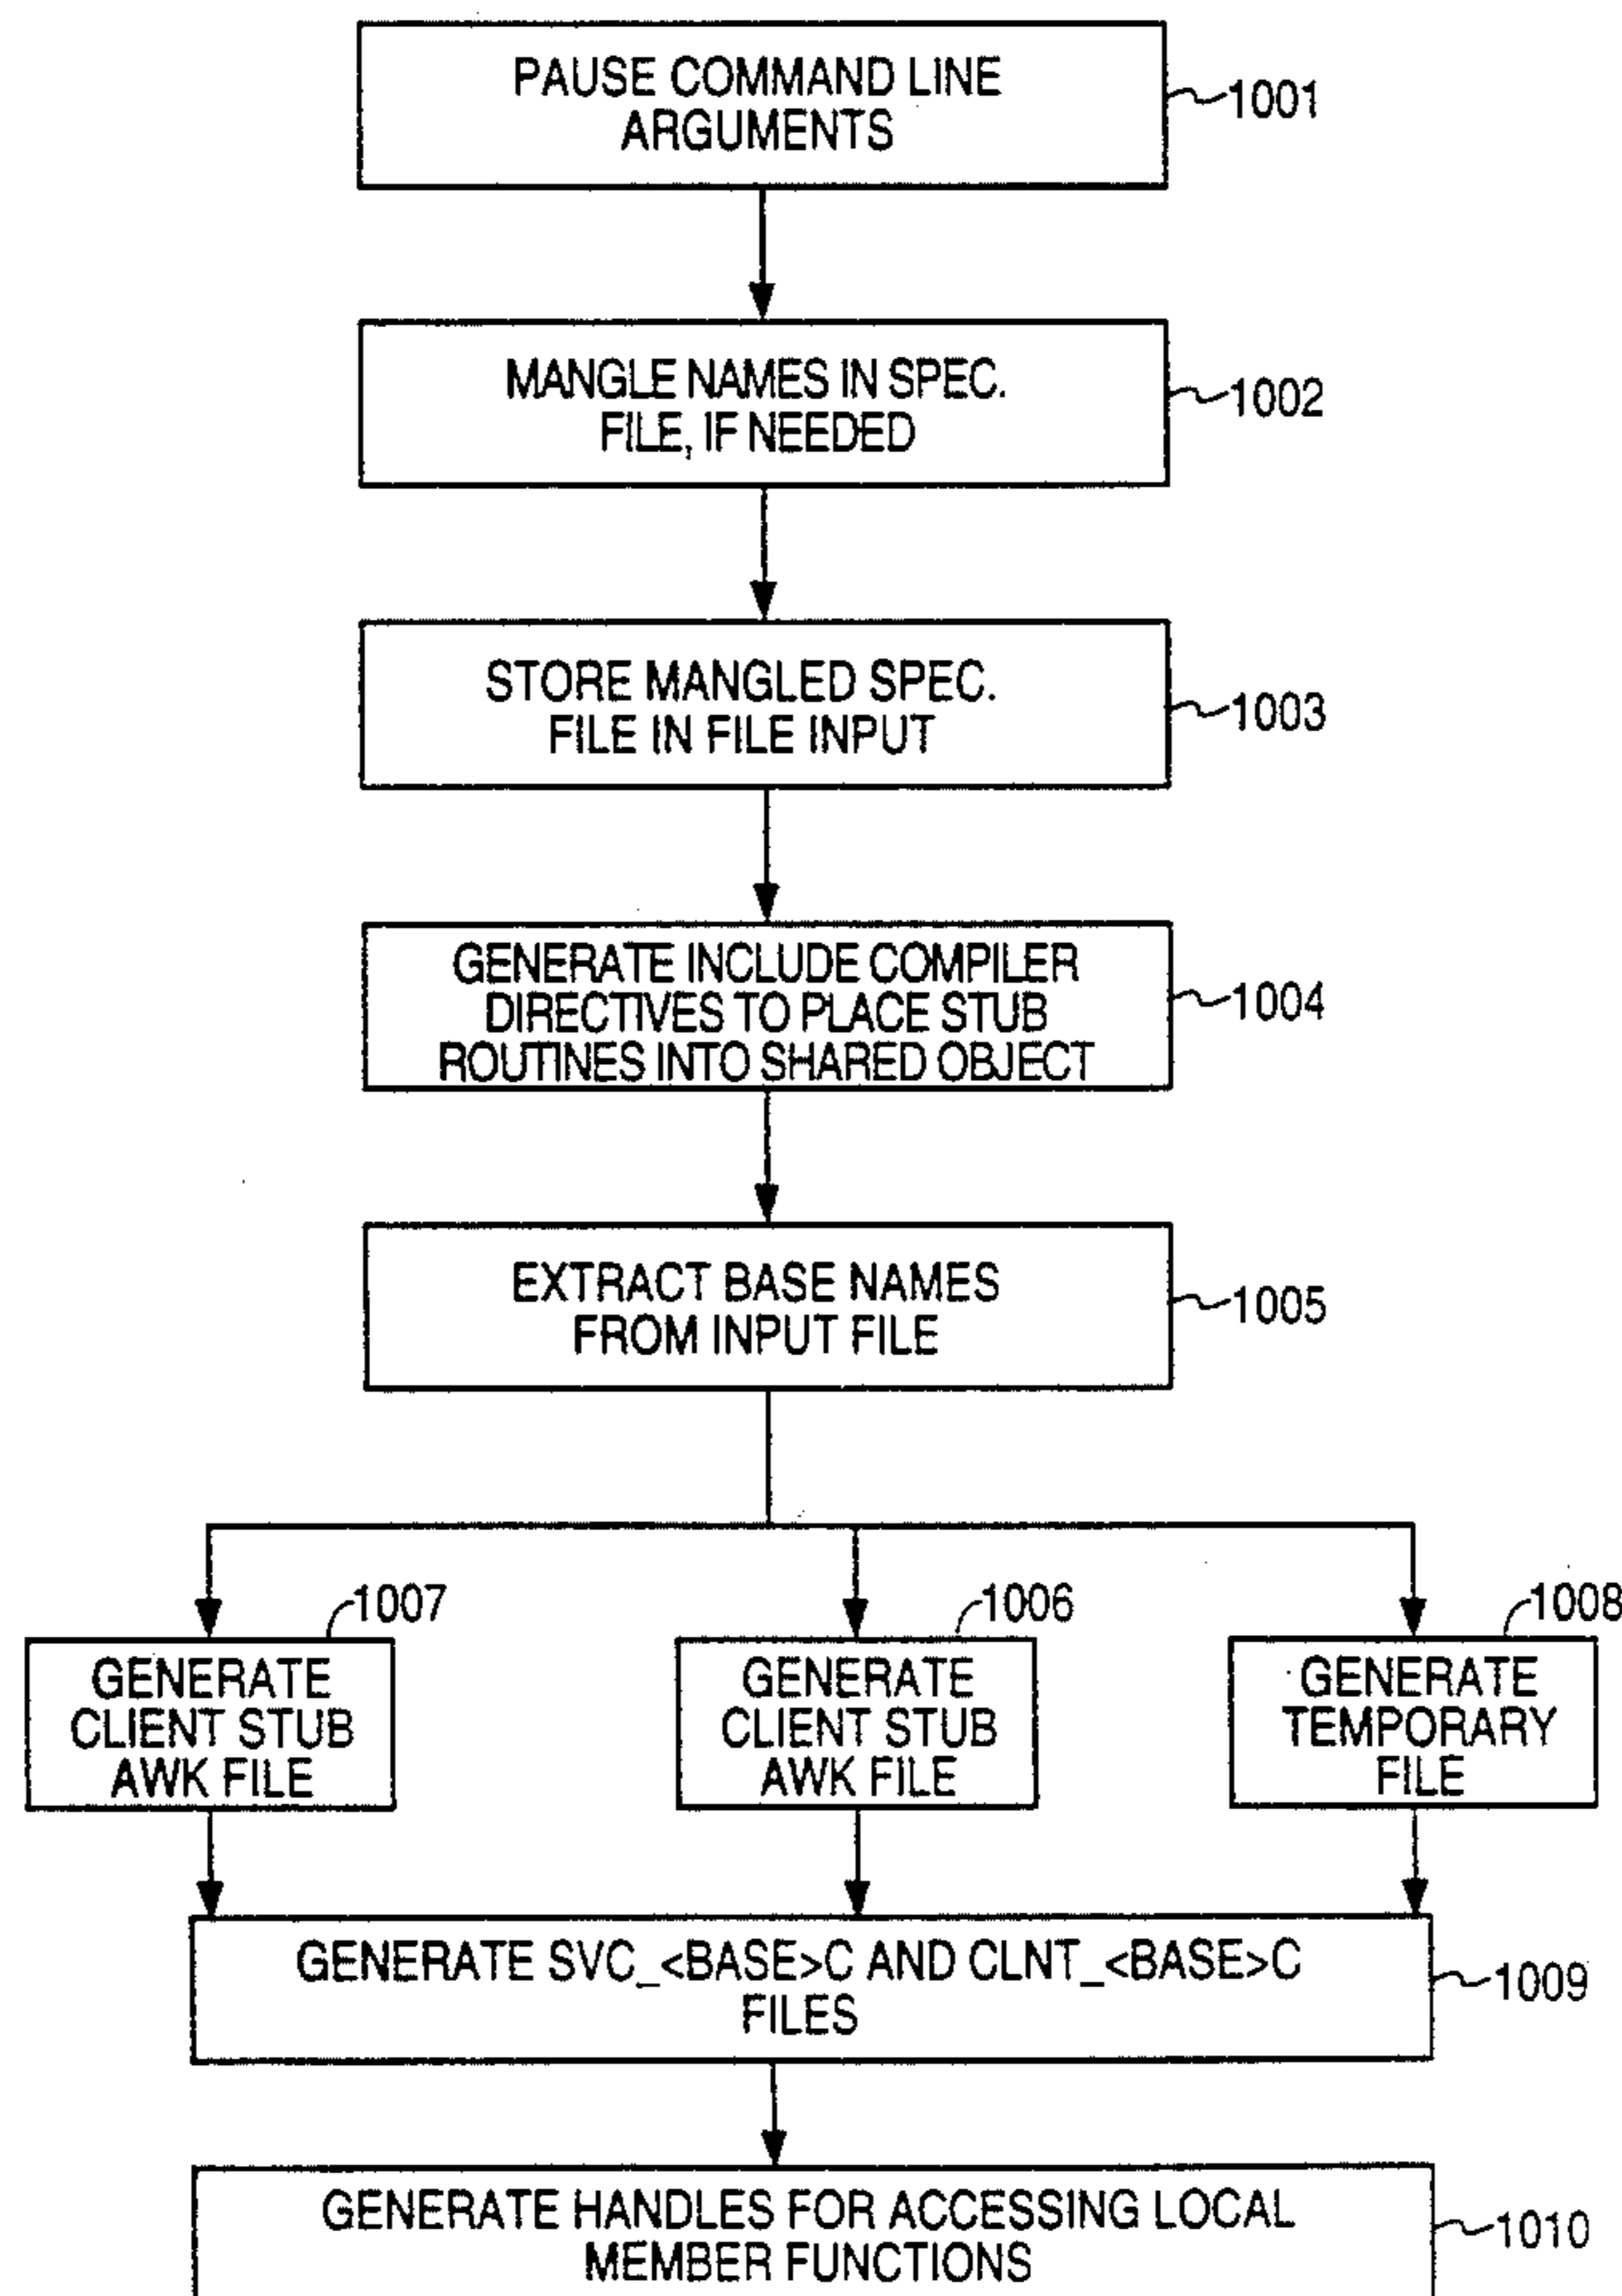 PAUSE COMMAND LINE
ARGUMENTS
1001
MANGLE NAMES IN SPEC.
FILE, IF NEEDED
1002
STORE MANGLED SPEC.
FILE IN FILE INPUT
1003
GENERATE INCLUDE COMPILER
DIRECTIVES TO PLACE STUB
ROUTINES INTO SHARED OBJECT
1004
EXTRACT BASE NAMES
FROM INPUT FILE
1005
1007
GENERATE
CLIENT STUB
AWK FILE
1006
GENERATE
CLIENT STUB
AWK FILE
1008
GENERATE
TEMPORARY
FILE
GENERATE SVC_<BASE>C AND CLNT_<BASE>C
FILES
1009
GENERATE HANDLES FOR ACCESSING LOCAL
MEMBER FUNCTIONS
1010